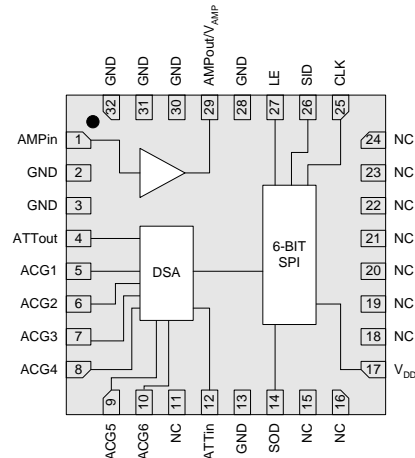 GND
GND
GND
AMPout/V_AMP
GND
LE
SID
CLK
32
31
30
29
28
27
26
25
AMPin 1
GND 2
GND 3
ATTout 4
ACG1 5
ACG2 6
ACG3 7
ACG4 8
DSA
6-BIT
SPI
24 NC
23 NC
22 NC
21 NC
20 NC
19 NC
18 NC
17 V_DD
9
10
11
12
13
14
15
16
ACG5
ACG6
NC
ATTin
GND
SOD
NC
NC